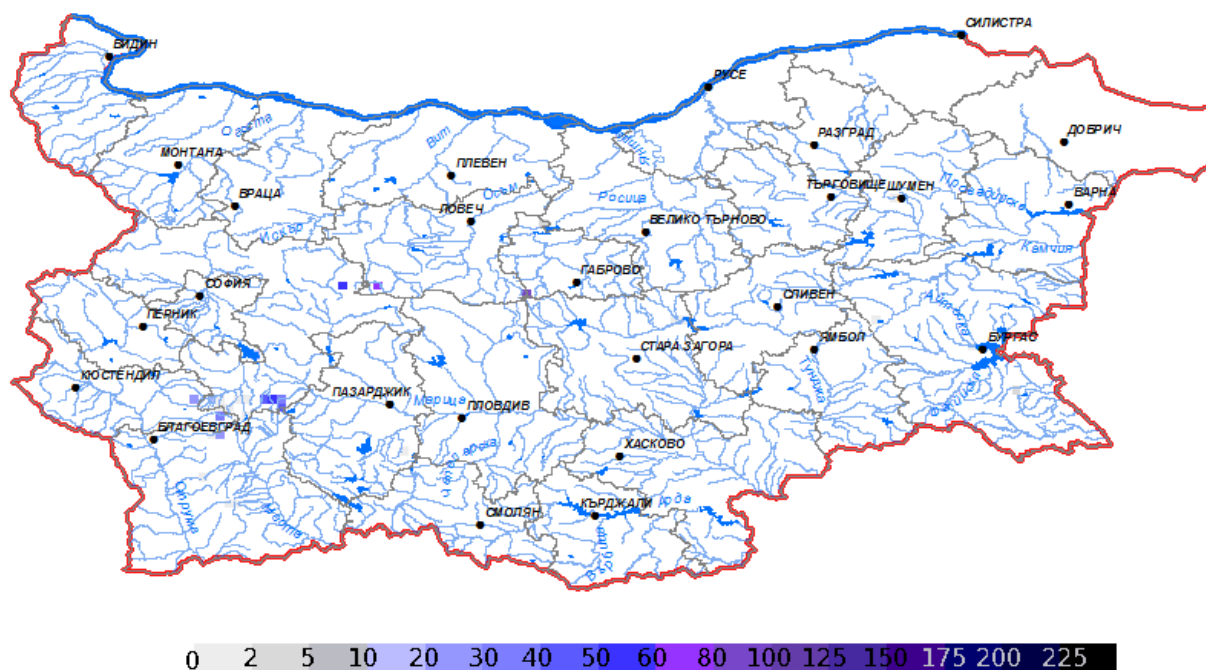 СИЛИСТРА
ВИДИН
РУСЕ
Огоста
РАЗГРАД
ДОБРИЧ
МОНТАНА
Вит
ПЛЕВЕН
ВРАЦА
Осъм
Росица
ТЪРГОВИЩЕ
ШУМЕН
ВАРНА
ЛОВЕЧ
ВЕЛИКО ТЪРНОВО
Искър
Камчия
СОФИЯ
ГАБРОВО
СЛИВЕН
ПЕРНИК
СТАРА ЗАГОРА
ЯМБОЛ
БУРГАС
КЮСТЕНДИЛ
ПАЗАРДЖИК
Марица
ПЛОВДИВ
Тунджа
БЛАГОЕВГРАД
ХАСКОВО
Струма
Места
СМОЛЯН
КЪРДЖАЛИ
0 2 5 10 20 30 40 50 60 80 100 125 150 175 200 225